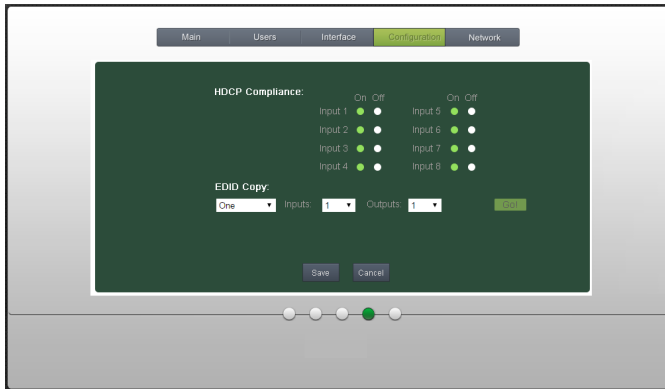 Main Users Interface Configuration Network
HDCP Compliance:
On Off On Off
Input 1 Input 5
Input 2 Input 6
Input 3 Input 7
Input 4 Input 8
EDID Copy:
One Inputs: 1 Outputs: 1 Go!
Save Cancel